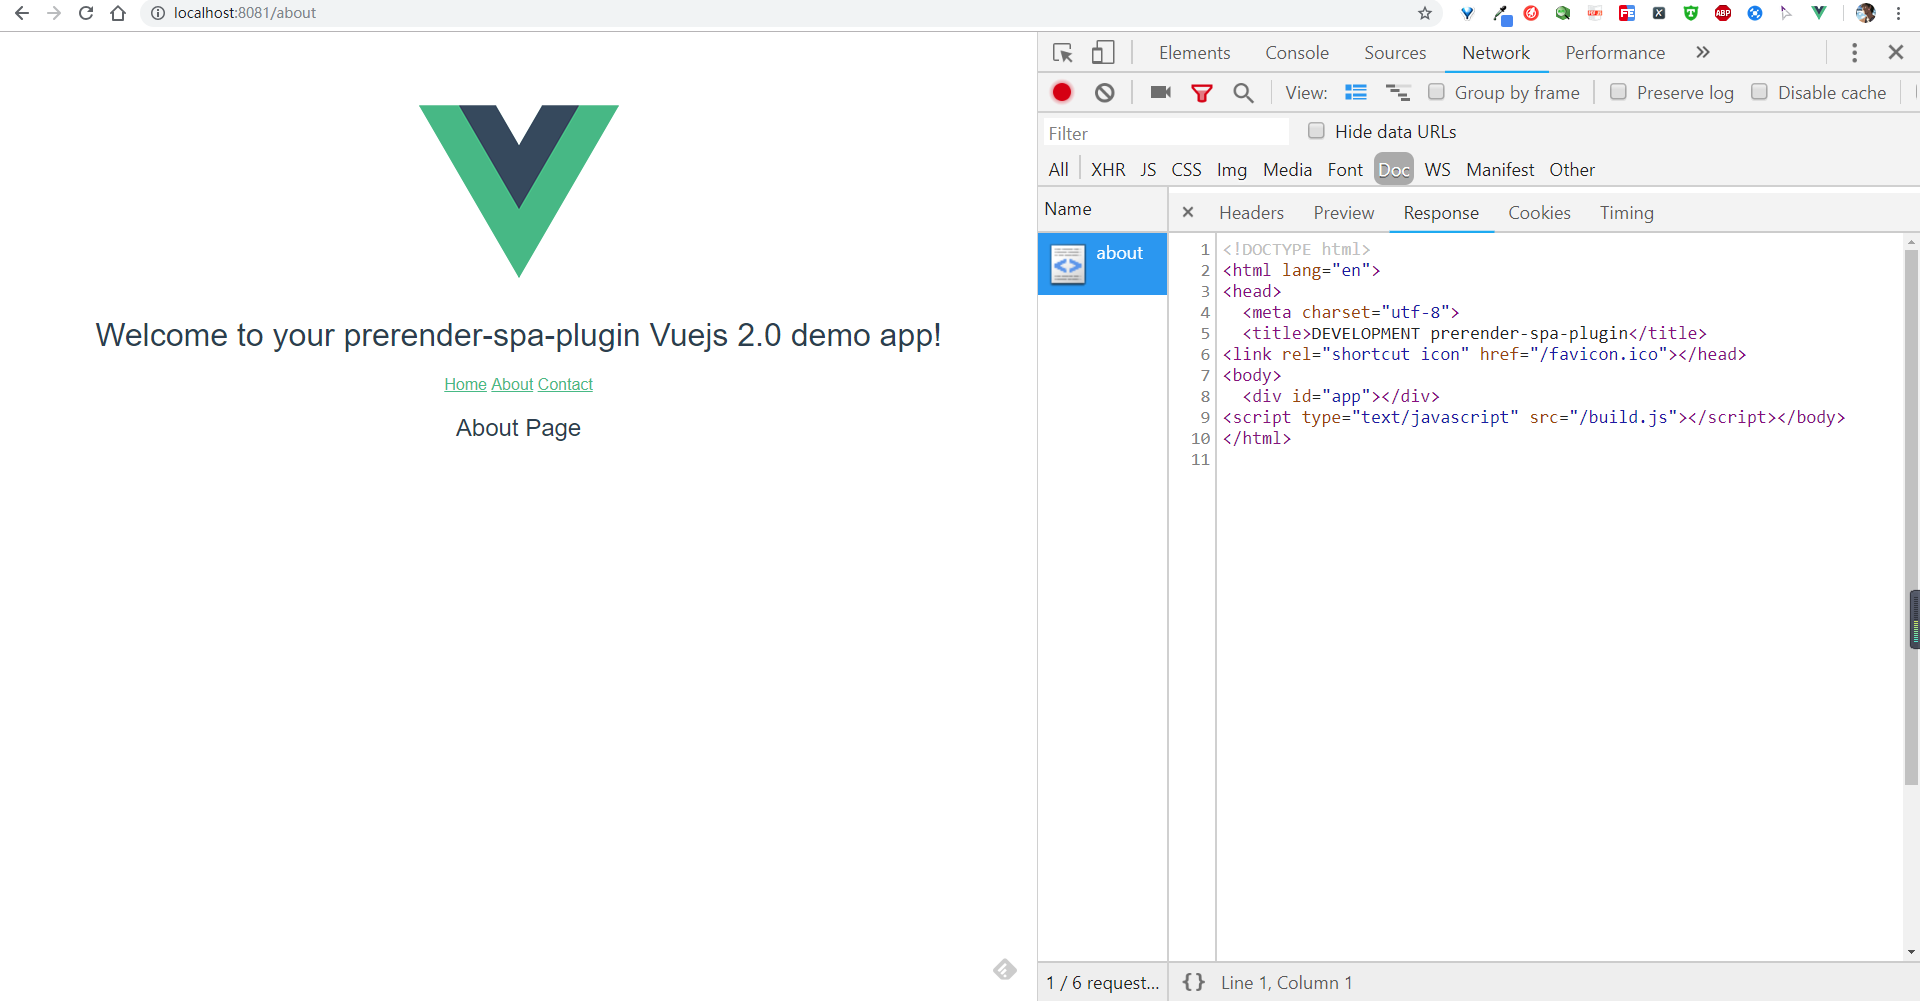 localhost:8081/about
Welcome to your prerender-spa-plugin Vuejs 2.0 demo app!
Home About Contact
About Page
Elements Console Sources Network Performance
View: Group by frame Preserve log Disable cache
Filter Hide data URLs
All XHR JS CSS Img Media Font Doc WS Manifest Other
Name
about
Headers Preview Response Cookies Timing
1 <!DOCTYPE html>
2 <html lang="en">
3 <head>
4 <meta charset="utf-8">
5 <title>DEVELOPMENT prerender-spa-plugin</title>
6 <link rel="shortcut icon" href="/favicon.ico"></head>
7 <body>
8 <div id="app"></div>
9 <script type="text/javascript" src="/build.js"></script></body>
10 </html>
11
1 / 6 request... {} Line 1, Column 1